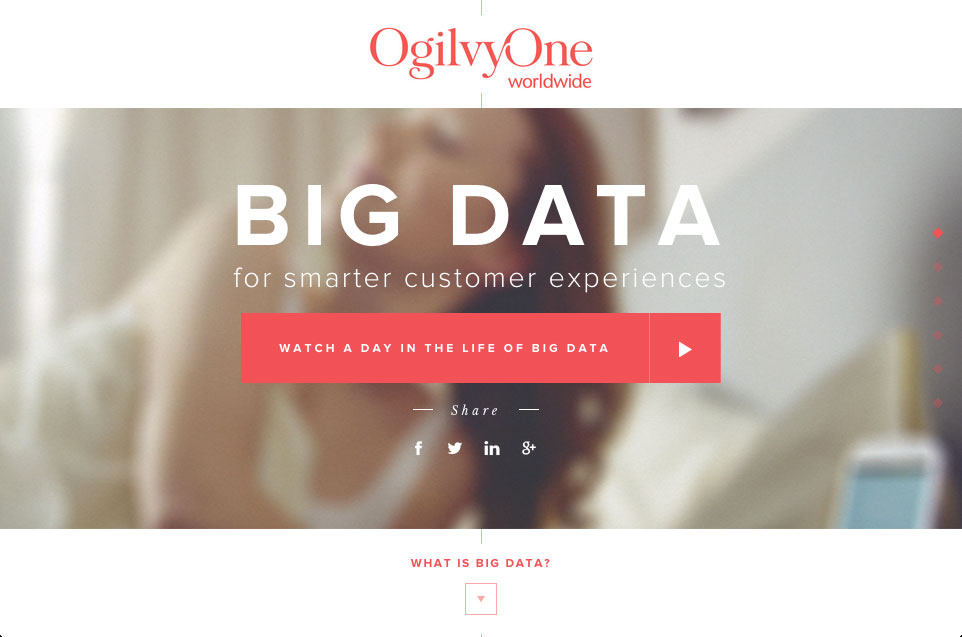 OgilvyOne
worldwide
BIG DATA
for smarter customer experiences
WATCH A DAY IN THE LIFE OF BIG DATA
Share
WHAT IS BIG DATA?